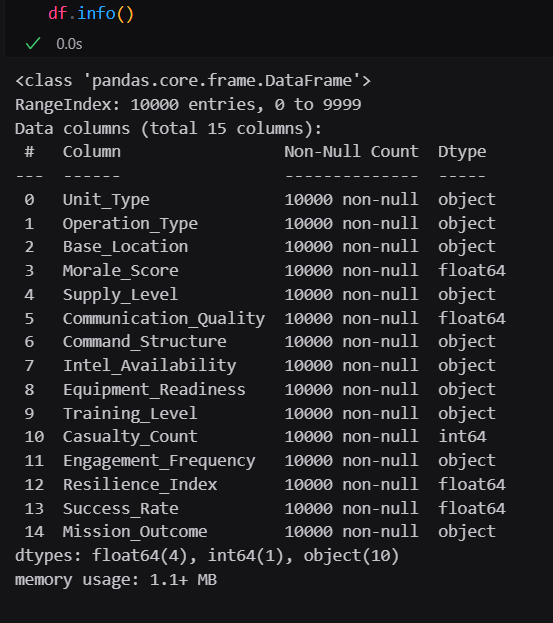 df.info()
0.0s
<class 'pandas.core.frame.DataFrame'>
RangeIndex: 10000 entries, 0 to 9999
Data columns (total 15 columns):
 #   Column                 Non-Null Count  Dtype
---  ------                 --------------  -----
 0   Unit_Type              10000 non-null  object
 1   Operation_Type         10000 non-null  object
 2   Base_Location          10000 non-null  object
 3   Morale_Score           10000 non-null  float64
 4   Supply_Level           10000 non-null  object
 5   Communication_Quality  10000 non-null  float64
 6   Command_Structure      10000 non-null  object
 7   Intel_Availability     10000 non-null  object
 8   Equipment_Readiness    10000 non-null  object
 9   Training_Level         10000 non-null  object
 10  Casualty_Count         10000 non-null  int64
 11  Engagement_Frequency   10000 non-null  object
 12  Resilience_Index       10000 non-null  float64
 13  Success_Rate           10000 non-null  float64
 14  Mission_Outcome        10000 non-null  object
dtypes: float64(4), int64(1), object(10)
memory usage: 1.1+ MB